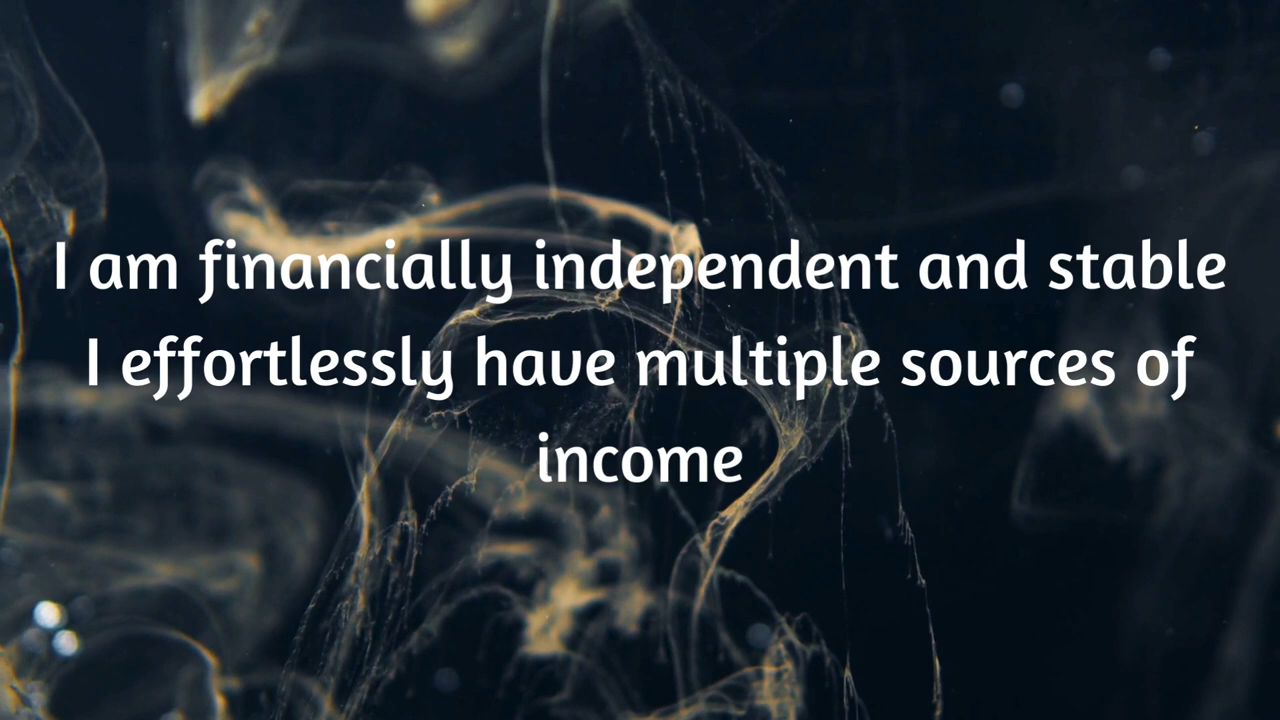 I am financially independent and stable
I effortlessly have multiple sources of
income